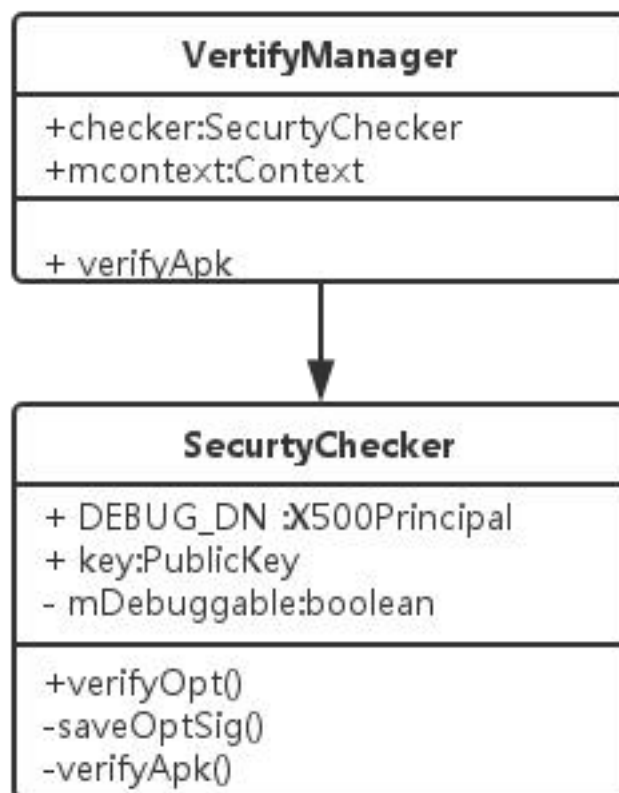 VertifyManager
+checker:SecurtyChecker
+mcontext:Context
+ verifyApk
SecurtyChecker
+ DEBUG_DN :X500Principal
+ key:PublicKey
- mDebuggable:boolean
+verifyOpt()
-saveOptSig()
-verifyApk()